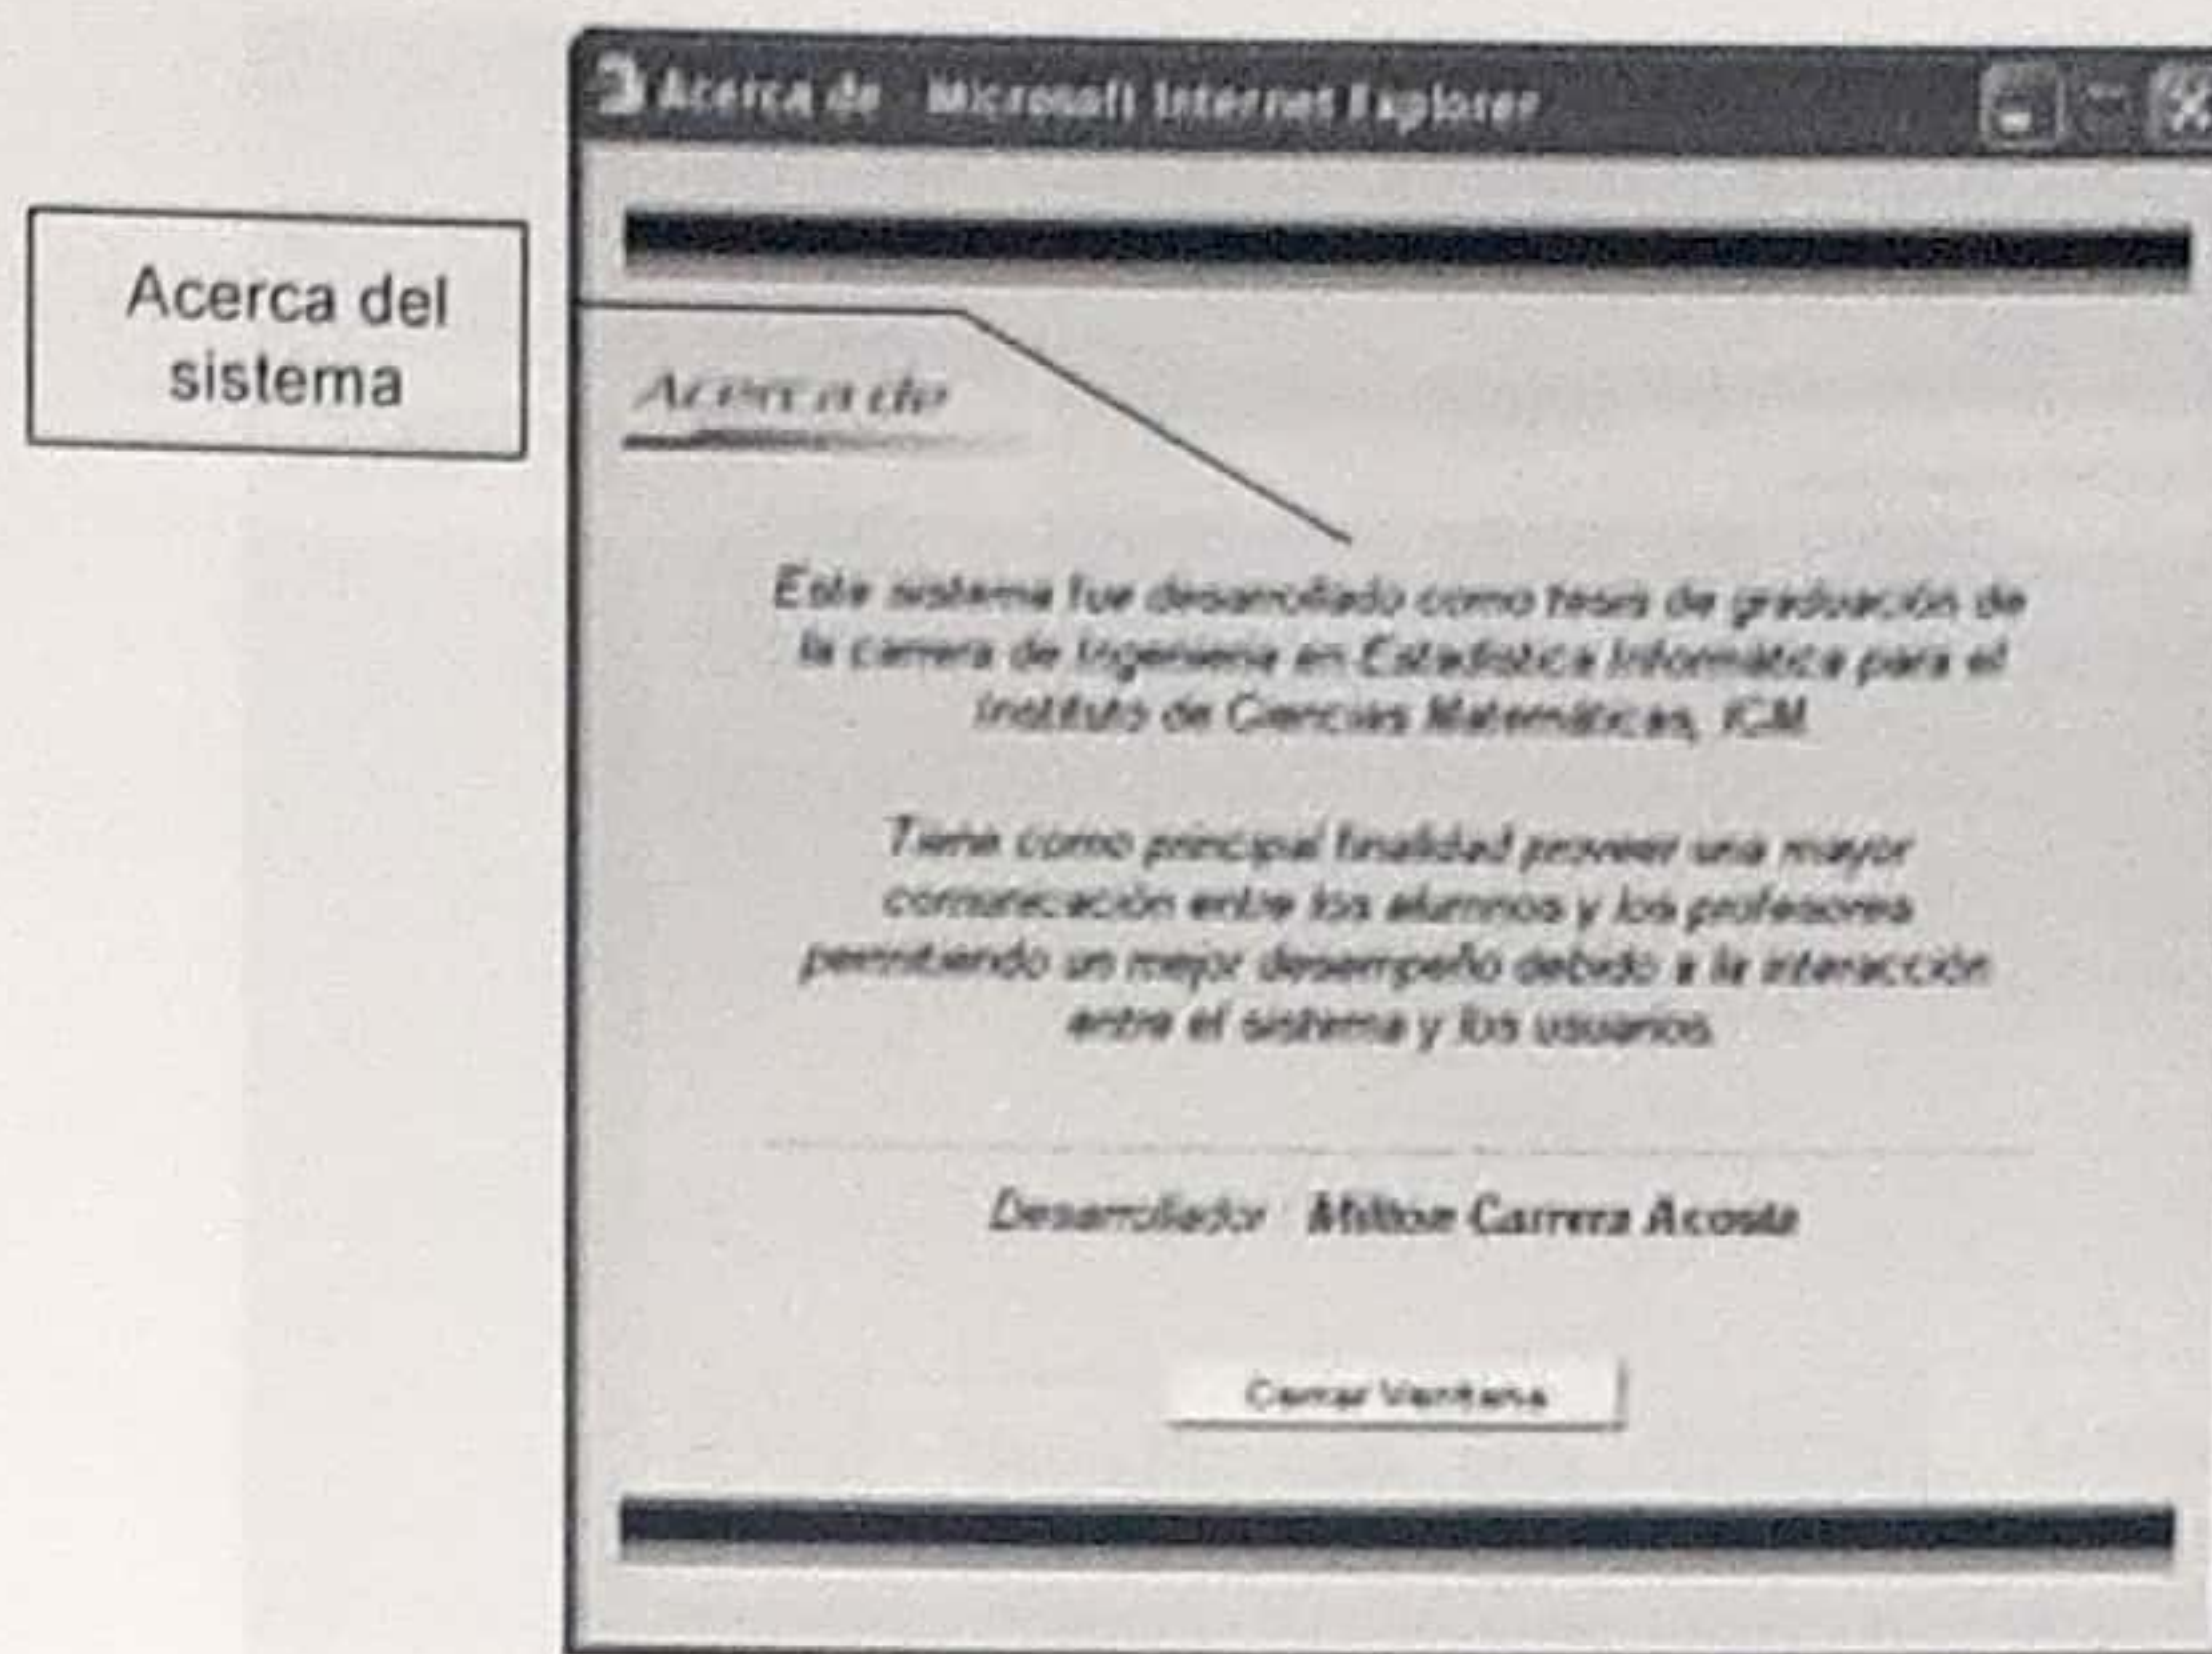 Acerca de Microsoft Internet Explorer
Acerca del
sistema
Acerca de
Este sistema fue desarrollado como tesis de graduación de
la carrera de Ingeniería en Estadística Informática para el
Instituto de Ciencias Matemáticas, ICM
Tiene como principal finalidad proveer una mayor
comunicación entre los alumnos y los profesores
permitiendo un mejor desempeño debido a la interacción
entre el sistema y los usuarios
Desarrollador Milton Carrera Acosta
Cerrar Ventana